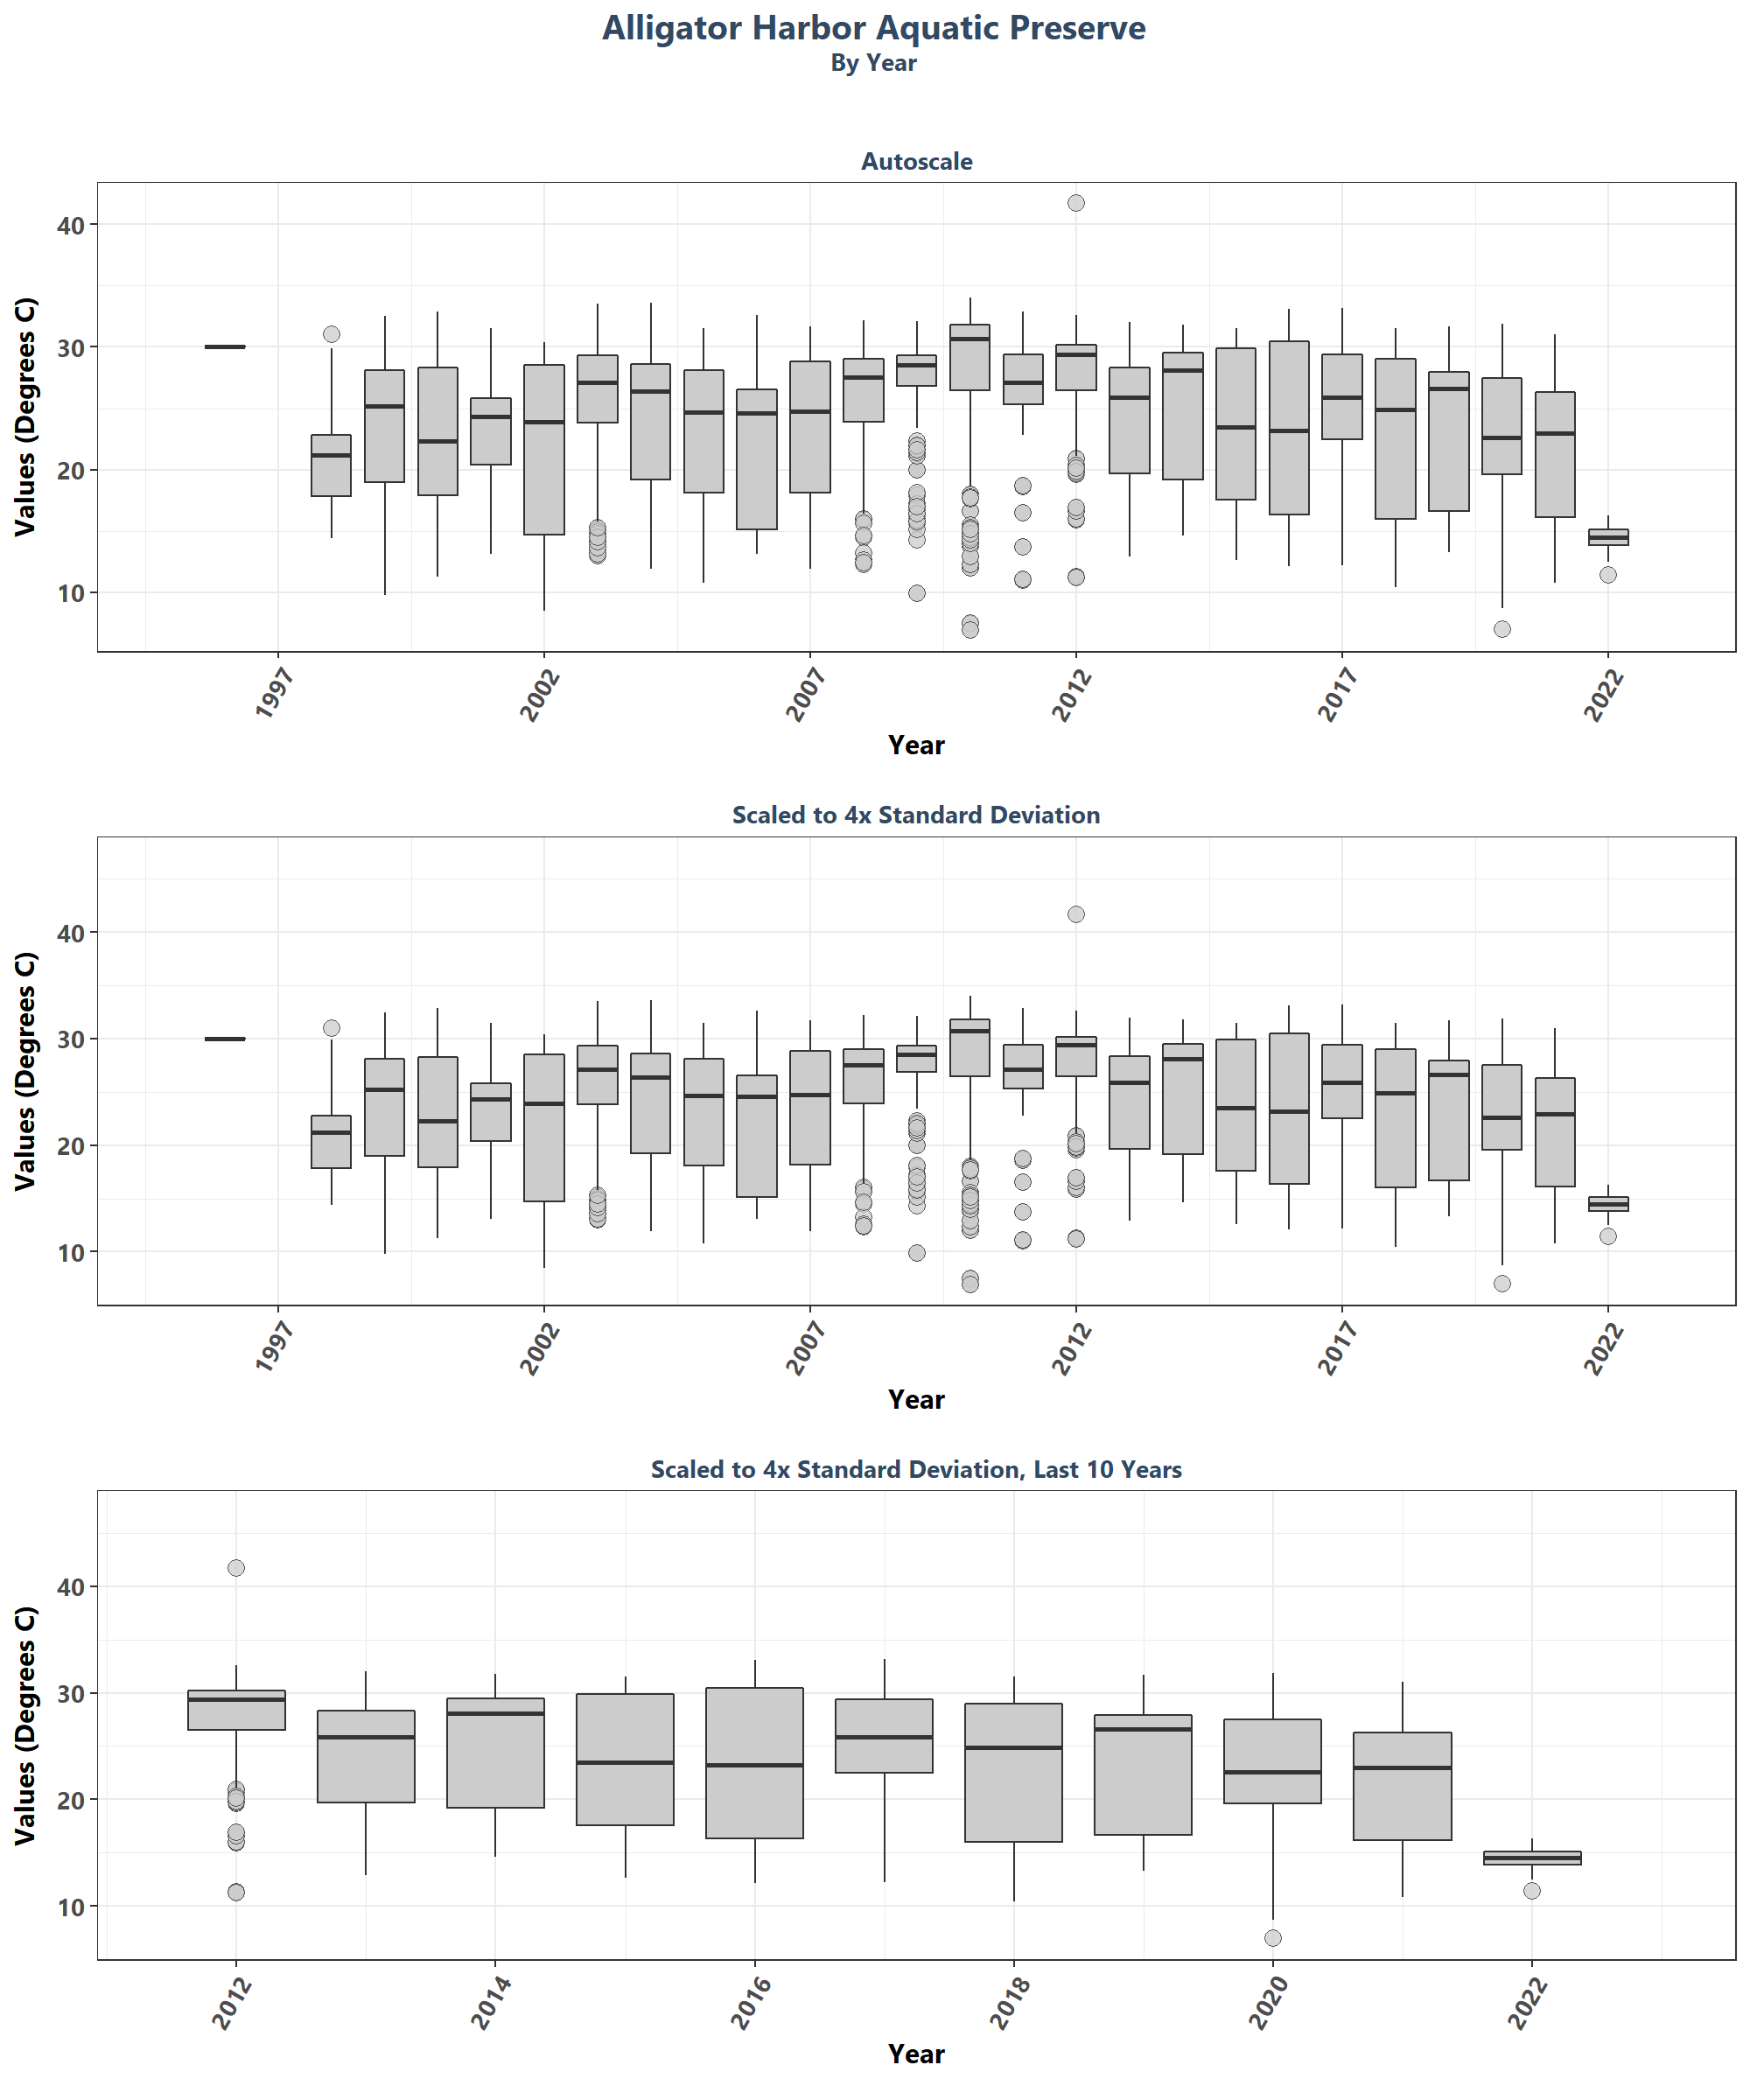 Alligator Harbor Aquatic Preserve
By Year
Autoscale
Values (Degrees C)
40
30
20
10
1997
2002
2007
2012
2017
2022
Year
Scaled to 4x Standard Deviation
Values (Degrees C)
40
30
20
10
1997
2002
2007
2012
2017
2022
Year
Scaled to 4x Standard Deviation, Last 10 Years
Values (Degrees C)
40
30
20
10
2012
2014
2016
2018
2020
2022
Year